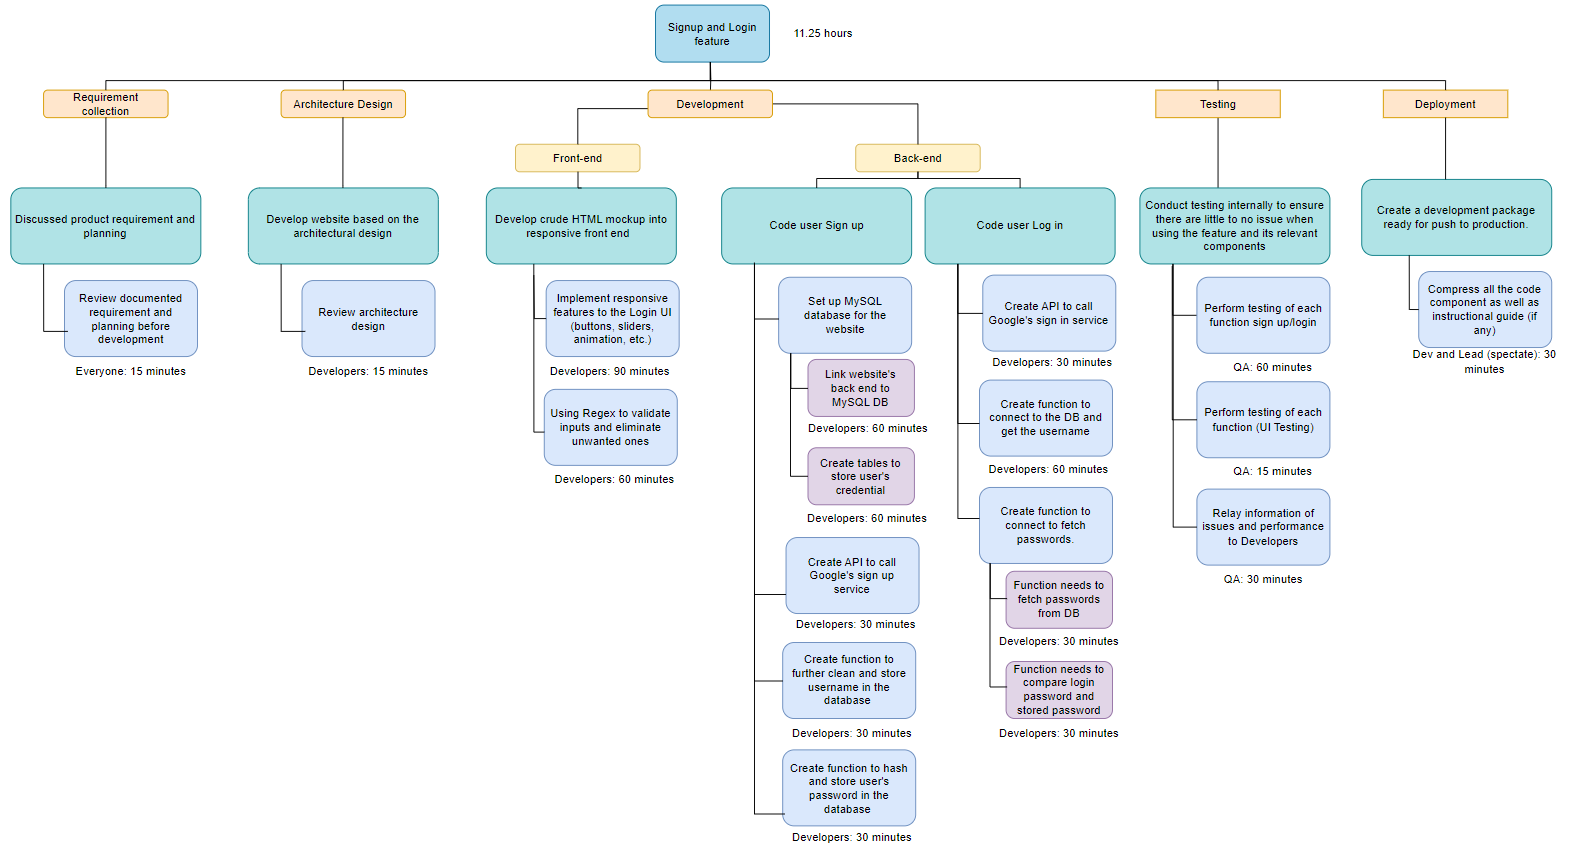 Signup and Login
feature
11.25 hours
Requirement
collection
Architecture Design
Development
Testing
Deployment
Front-end
Back-end
Discussed product requirement and
planning
Develop website based on the
architectural design
Develop crude HTML mockup into
responsive front end
Code user Sign up
Code user Log in
Conduct testing internally to ensure
there are little to no issue when
using the feature and its relevant
components
Create a development package
ready for push to production.
Review documented
requirement and
planning before
development
Everyone: 15 minutes
Review architecture
design
Developers: 15 minutes
Implement responsive
features to the Login UI
(buttons, sliders,
animation, etc.)
Developers: 90 minutes
Using Regex to validate
inputs and eliminate
unwanted ones
Developers: 60 minutes
Set up MySQL
database for the
website
Link website's
back end to
MySQL DB
Developers: 60 minutes
Create tables to
store user's
credential
Developers: 60 minutes
Create API to call
Google's sign up
service
Developers: 30 minutes
Create function to
further clean and store
username in the
database
Developers: 30 minutes
Create function to hash
and store user's
password in the
database
Developers: 30 minutes
Create API to call
Google's sign in service
Developers: 30 minutes
Create function to
connect to the DB and
get the username
Developers: 60 minutes
Create function to
connect to fetch
passwords.
Function needs to
fetch passwords
from DB
Developers: 30 minutes
Function needs to
compare login
password and
stored password
Developers: 30 minutes
Perform testing of each
function sign up/login
QA: 60 minutes
Perform testing of each
function (UI Testing)
QA: 15 minutes
Relay information of
issues and performance
to Developers
QA: 30 minutes
Compress all the code
component as well as
instructional guide (if
any)
Dev and Lead (spectate): 30
minutes